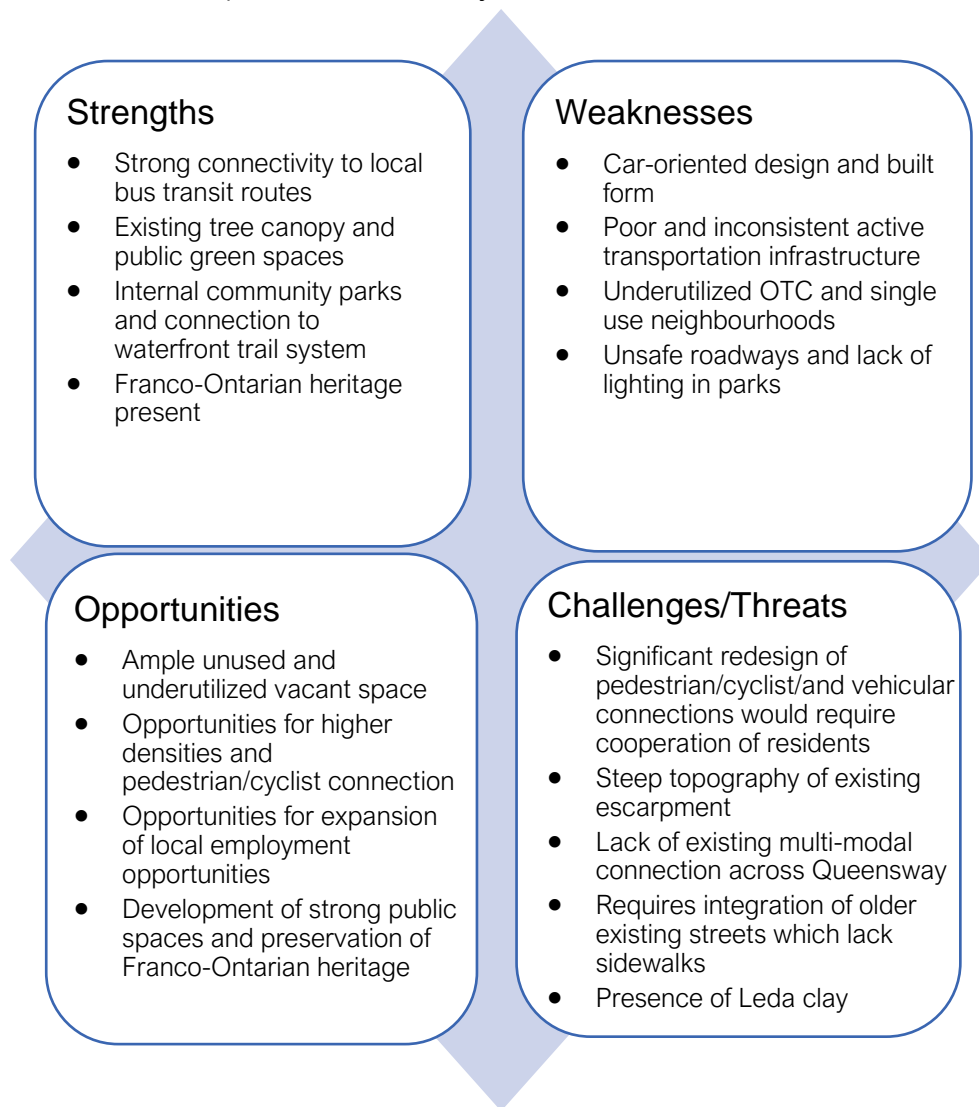 Strengths
• Strong connectivity to local
bus transit routes
• Existing tree canopy and
public green spaces
• Internal community parks
and connection to
waterfront trail system
• Franco-Ontarian heritage
present
Weaknesses
• Car-oriented design and built
form
• Poor and inconsistent active
transportation infrastructure
• Underutilized OTC and single
use neighbourhoods
• Unsafe roadways and lack of
lighting in parks
Opportunities
• Ample unused and
underutilized vacant space
• Opportunities for higher
densities and
pedestrian/cyclist connection
• Opportunities for expansion
of local employment
opportunities
• Development of strong public
spaces and preservation of
Franco-Ontarian heritage
Challenges/Threats
• Significant redesign of
pedestrian/cyclist/and vehicular
connections would require
cooperation of residents
• Steep topography of existing
escarpment
• Lack of existing multi-modal
connection across Queensway
• Requires integration of older
existing streets which lack
sidewalks
• Presence of Leda clay